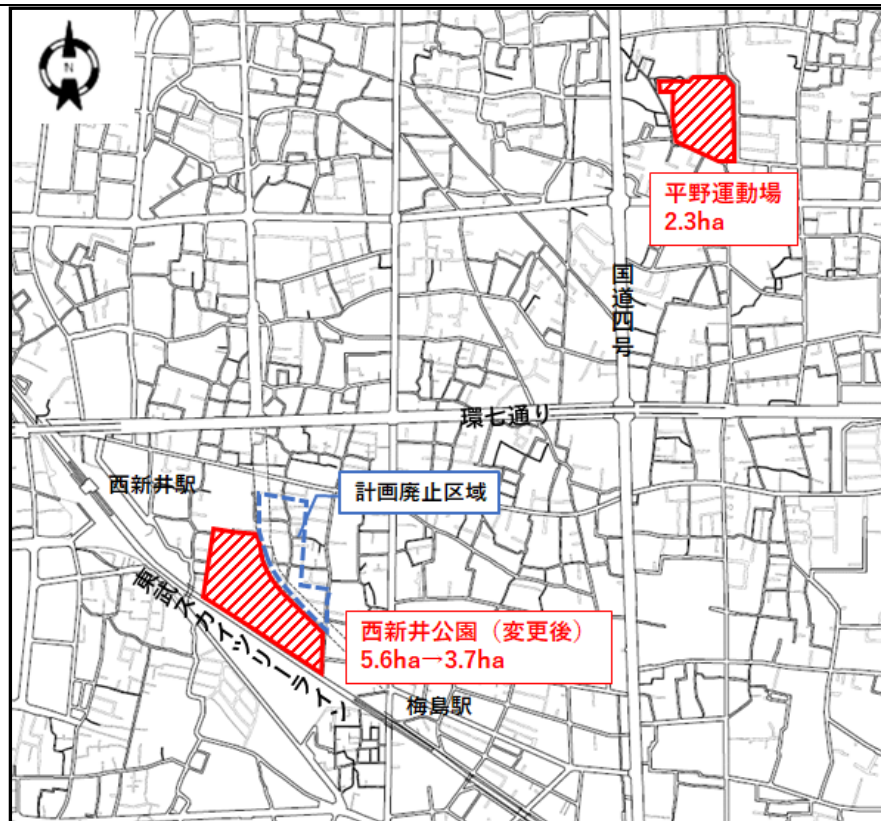 N
平野運動場
2.3ha
国道四号
環七通り
西新井駅
計画廃止区域
東武スカイツリーライン
西新井公園（変更後）
5.6ha→3.7ha
梅島駅